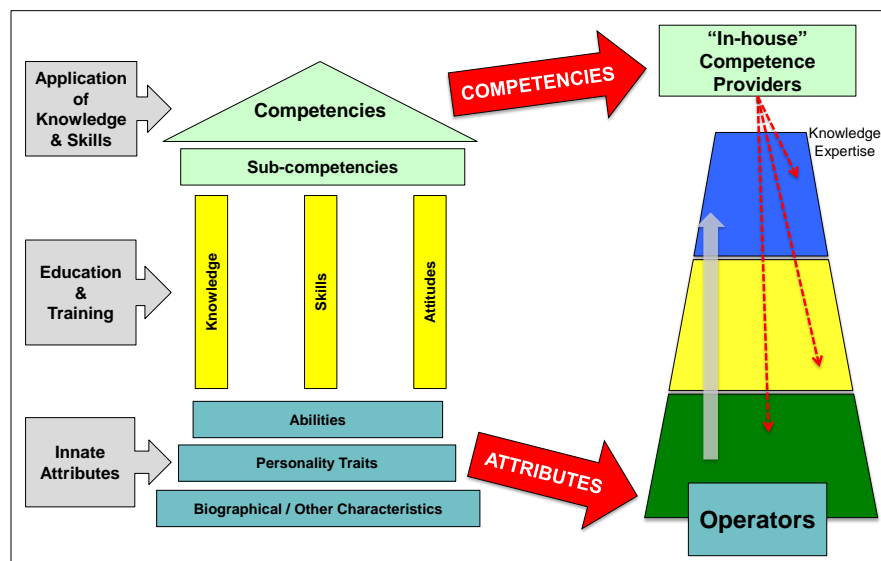 Application
of
Knowledge
& Skills
Competencies
Sub-competencies
COMPETENCIES
“In-house”
Competence
Providers
Knowledge
Expertise
Education
&
Training
Knowledge
Skills
Attitudes
Innate
Attributes
Abilities
Personality Traits
Biographical / Other Characteristics
ATTRIBUTES
Operators